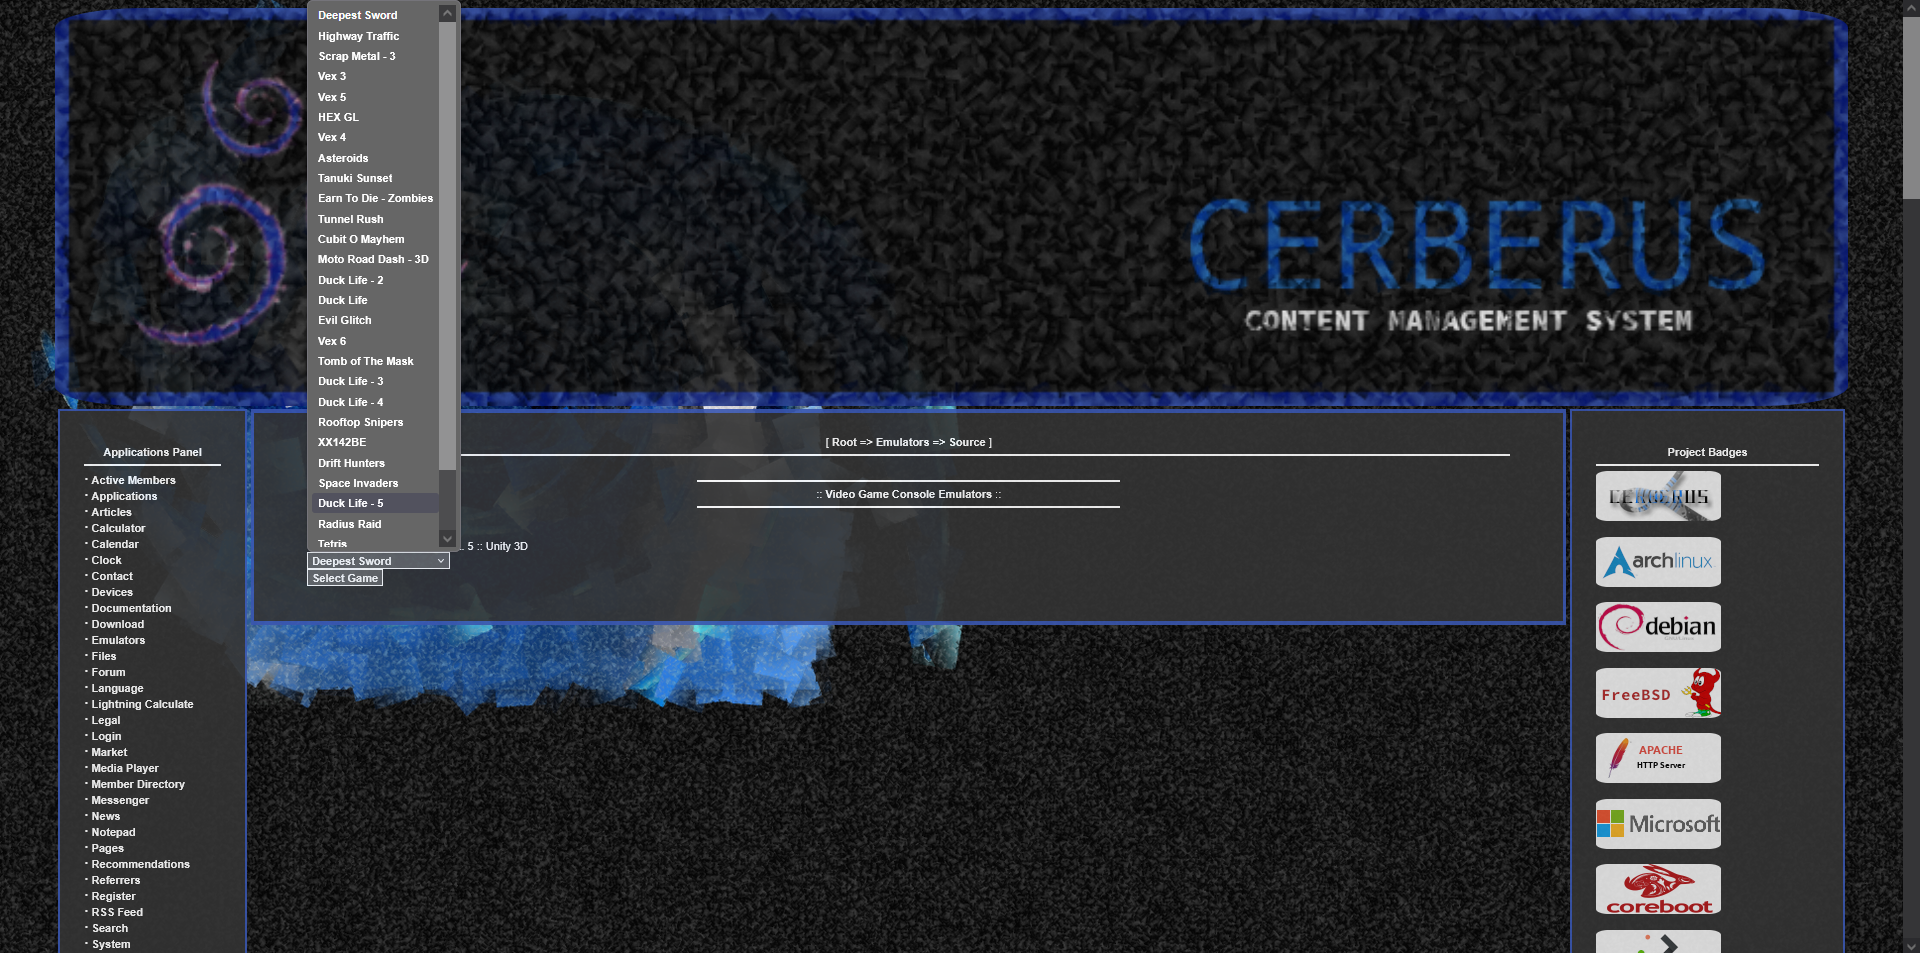 Deepest Sword
Highway Traffic
Scrap Metal - 3
Vex 3
Vex 5
HEX GL
Vex 4
Asteroids
Tanuki Sunset
Earn To Die - Zombies
Tunnel Rush
Cubit O Mayhem
Moto Road Dash - 3D
Duck Life - 2
Duck Life
Evil Glitch
Vex 6
Tomb of The Mask
Duck Life - 3
Duck Life - 4
Rooftop Snipers
XX142BE
Drift Hunters
Space Invaders
Duck Life - 5
Radius Raid
Tetris
CERBERUS
CONTENT MANAGEMENT SYSTEM
Applications Panel
· Active Members
· Applications
· Articles
· Calculator
· Calendar
· Clock
· Contact
· Devices
· Documentation
· Download
· Emulators
· Files
· Forum
· Language
· Lightning Calculate
· Legal
· Login
· Market
· Media Player
· Member Directory
· Messenger
· News
· Notepad
· Pages
· Recommendations
· Referrers
· Register
· RSS Feed
· Search
· System
[ Root => Emulators => Source ]
:: Video Game Console Emulators ::
5 :: Unity 3D
Deepest Sword
Select Game
Project Badges
CERBERUS
archlinux
debian
FreeBSD
APACHE
HTTP Server
Microsoft
coreboot